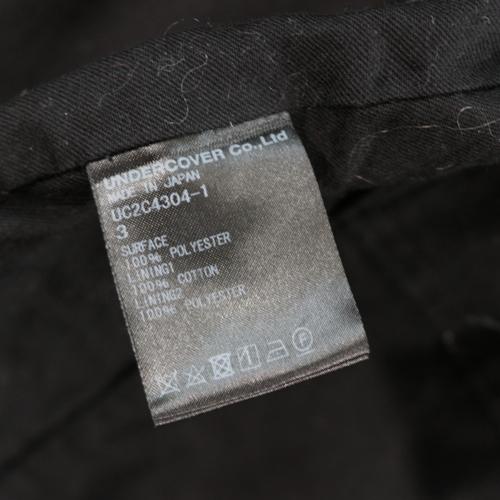 UNDERCOVER Co.,Ltd
MADE IN JAPAN
UC2C4304-1
3
SURFACE
100% POLYESTER
LINING1
100% COTTON
LINING2
100% POLYESTER